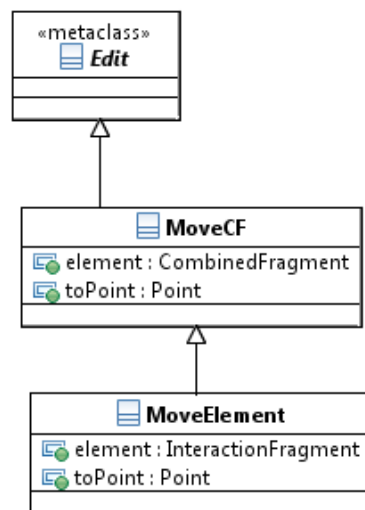 «metaclass»
Edit
MoveCF
element : CombinedFragment
toPoint : Point
MoveElement
element : InteractionFragment
toPoint : Point